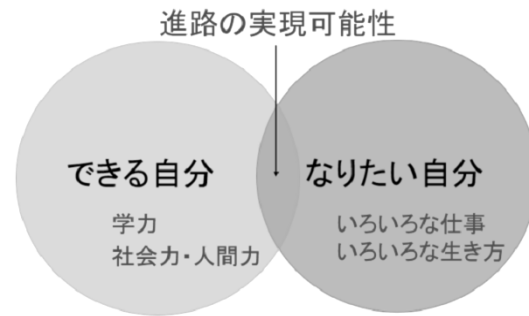 進路の実現可能性
できる自分
学力
社会力・人間力
なりたい自分
いろいろな仕事
いろいろな生き方